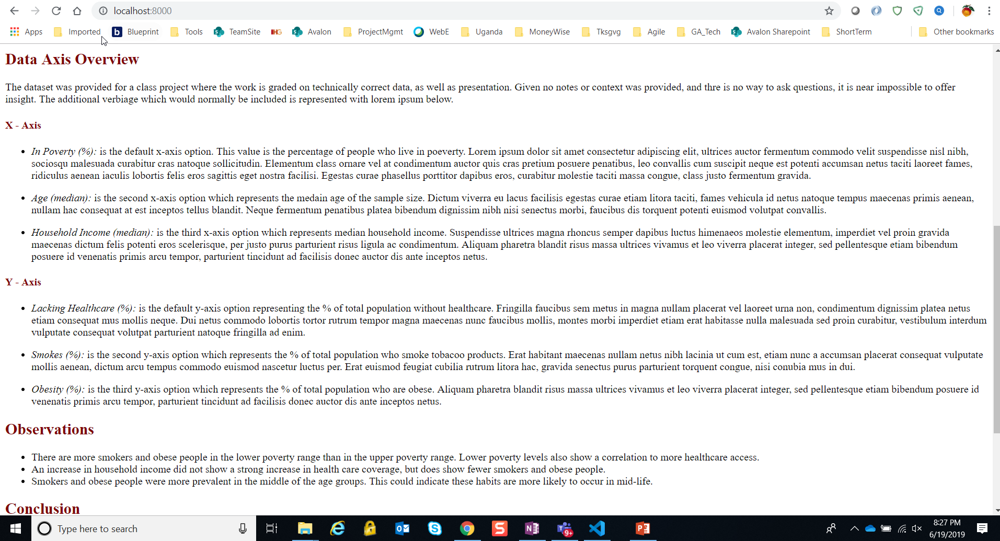 localhost:8000
Apps Imported Blueprint Tools TeamSite IHG Avalon ProjectMgmt WebE Uganda MoneyWise Tksgvg Agile GA_Tech Avalon Sharepoint ShortTerm Other bookmarks
Data Axis Overview
The dataset was provided for a class project where the work is graded on technically correct data, as well as presentation. Given no notes or context was provided, and thre is no way to ask questions, it is near impossible to offer
insight. The additional verbiage which would normally be included is represented with lorem ipsum below.
X - Axis
• In Poverty (%): is the default x-axis option. This value is the percentage of people who live in poeverty. Lorem ipsum dolor sit amet consectetur adipiscing elit, ultrices auctor fermentum commodo velit suspendisse nisl nibh,
sociosqu malesuada curabitur cras natoque sollicitudin. Elementum class ornare vel at condimentum auctor quis cras pretium posuere penatibus, leo convallis cum suscipit neque est potenti accumsan netus taciti laoreet fames,
ridiculus aenean iaculis lobortis felis eros sagittis eget nostra facilisi. Egestas curae phasellus porttitor dapibus eros, curabitur molestie taciti massa congue, class justo fermentum gravida.
• Age (median): is the second x-axis option which represents the medain age of the sample size. Dictum viverra eu lacus facilisis egestas curae etiam litora taciti, fames vehicula id netus natoque tempus maecenas primis aenean,
nullam hac consequat at est inceptos tellus blandit. Neque fermentum penatibus platea bibendum dignissim nibh nisi senectus morbi, faucibus dis torquent potenti euismod volutpat convallis.
• Household Income (median): is the third x-axis option which represents median household income. Suspendisse ultrices magna rhoncus semper dapibus luctus himenaeos molestie elementum, imperdiet vel proin gravida
maecenas dictum felis potenti eros scelerisque, per justo purus parturient risus ligula ac condimentum. Aliquam pharetra blandit risus massa ultrices vivamus et leo viverra placerat integer, sed pellentesque etiam bibendum
posuere id venenatis primis arcu tempor, parturient tincidunt ad facilisis donec auctor dis ante inceptos netus.
Y - Axis
• Lacking Healthcare (%): is the default y-axis option representing the % of total population without healthcare. Fringilla faucibus sem metus in magna nullam placerat vel laoreet urna non, condimentum dignissim platea netus
etiam consequat mus mollis neque. Dui netus commodo lobortis tortor rutrum tempor magna maecenas nunc faucibus mollis, montes morbi imperdiet etiam erat habitasse nulla malesuada sed proin curabitur, vestibulum interdum
vulputate consequat volutpat parturient natoque fringilla ad enim.
• Smokes (%): is the second y-axis option which represents the % of total population who smoke tobacoo products. Erat habitant maecenas nullam netus nibh lacinia ut cum est, etiam nunc a accumsan placerat consequat vulputate
mollis aenean, dictum arcu tempus commodo euismod nascetur luctus per. Erat euismod feugiat cubilia rutrum litora hac, gravida senectus purus parturient torquent congue, nisi conubia mus in dui.
• Obesity (%): is the third y-axis option which represents the % of total population who are obese. Aliquam pharetra blandit risus massa ultrices vivamus et leo viverra placerat integer, sed pellentesque etiam bibendum posuere id
venenatis primis arcu tempor, parturient tincidunt ad facilisis donec auctor dis ante inceptos netus.
Observations
• There are more smokers and obese people in the lower poverty range than in the upper poverty range. Lower poverty levels also show a correlation to more healthcare access.
• An increase in household income did not show a strong increase in health care coverage, but does show fewer smokers and obese people.
• Smokers and obese people were more prevalent in the middle of the age groups. This could indicate these habits are more likely to occur in mid-life.
Conclusion
Type here to search
9+
8:27 PM
6/19/2019